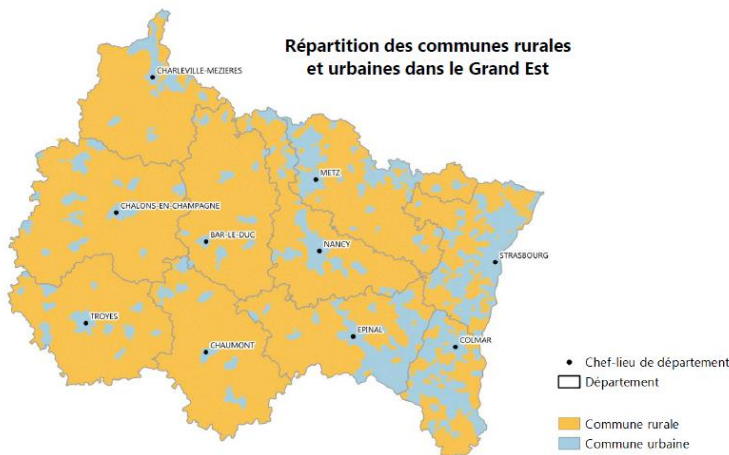 Répartition des communes rurales
et urbaines dans le Grand Est
CHARLEVILLE-MEZIERES
METZ
CHALONS-EN-CHAMPAGNE
BAR-LE-DUC
NANCY
STRASBOURG
TROYES
EPINAL
COLMAR
CHAUMONT
Chef-lieu de département
Département
Commune rurale
Commune urbaine